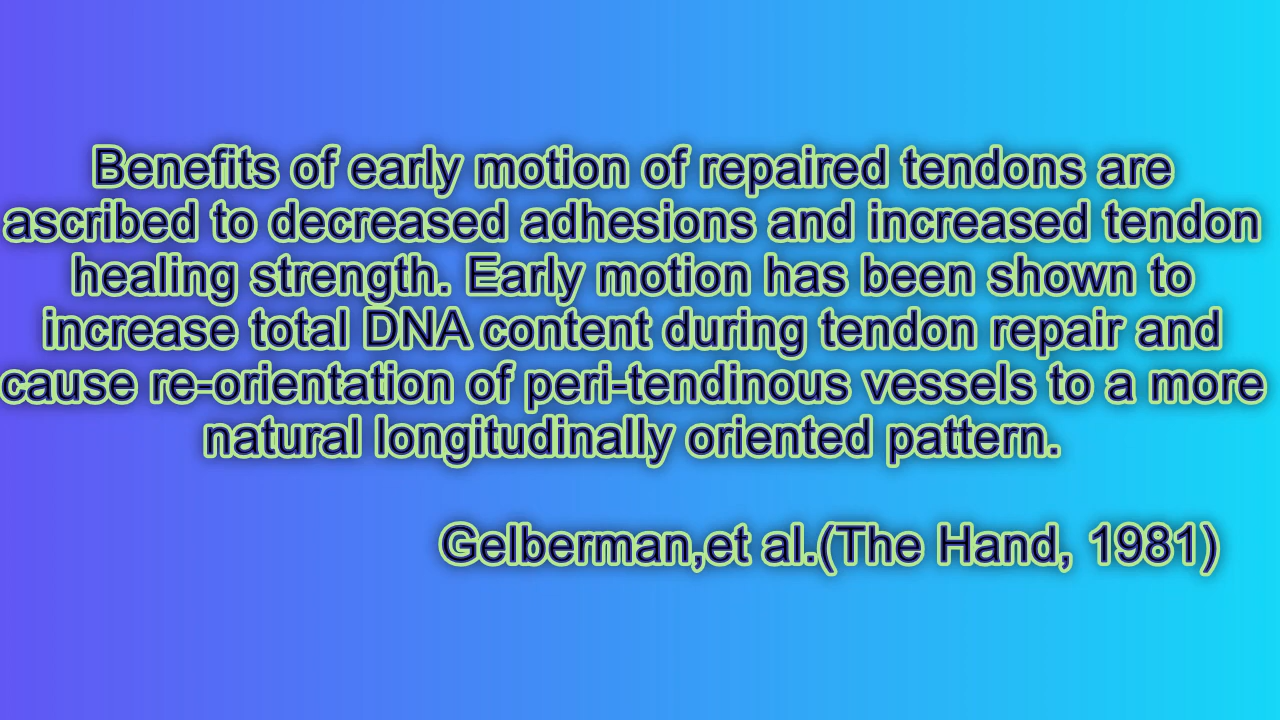 Benefits of early motion of repaired tendons are
ascribed to decreased adhesions and increased tendon
healing strength. Early motion has been shown to
increase total DNA content during tendon repair and
cause re-orientation of peri-tendinous vessels to a more
natural longitudinally oriented pattern.
Gelberman,et al.(The Hand, 1981)